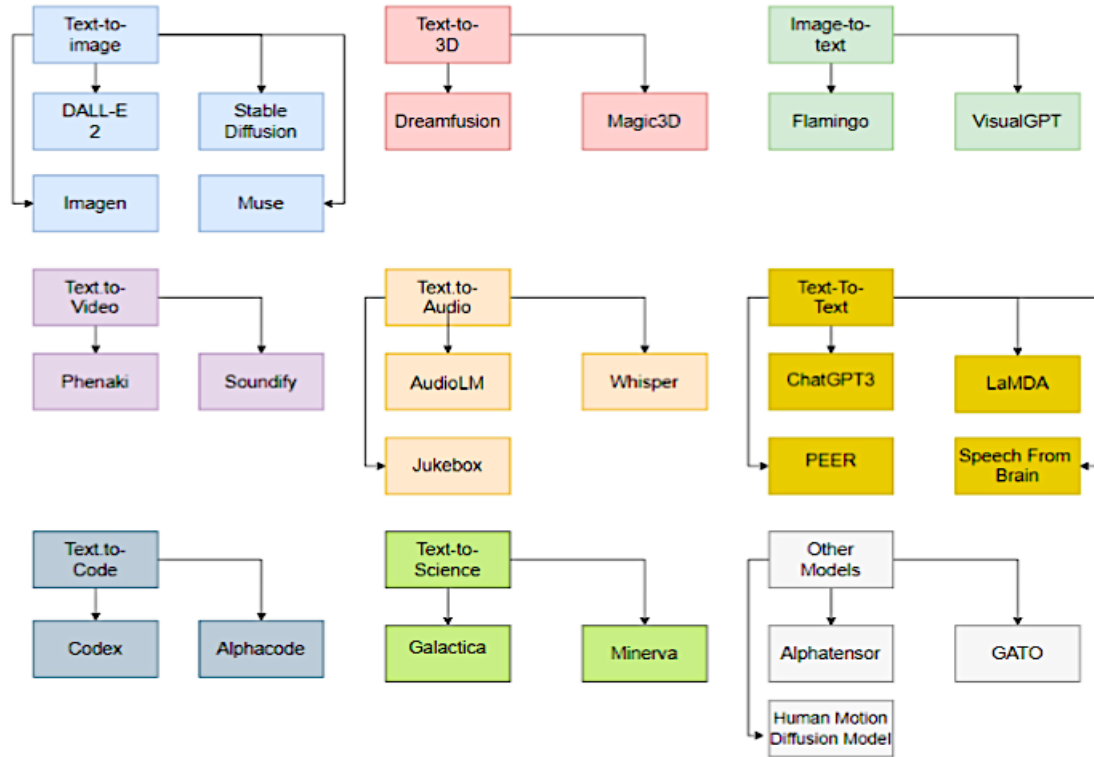 Text-to-
image
Text-to-
3D
Image-to-
text
DALL-E
2
Stable
Diffusion
Dreamfusion
Magic3D
Flamingo
VisualGPT
Imagen
Muse
Text.to-
Video
Text.to-
Audio
Text-To-
Text
Phenaki
Soundify
AudioLM
Whisper
ChatGPT3
LaMDA
Jukebox
PEER
Speech From
Brain
Text.to-
Code
Text-to-
Science
Other
Models
Codex
Alphacode
Galactica
Minerva
Alphatensor
GATO
Human Motion
Diffusion Model